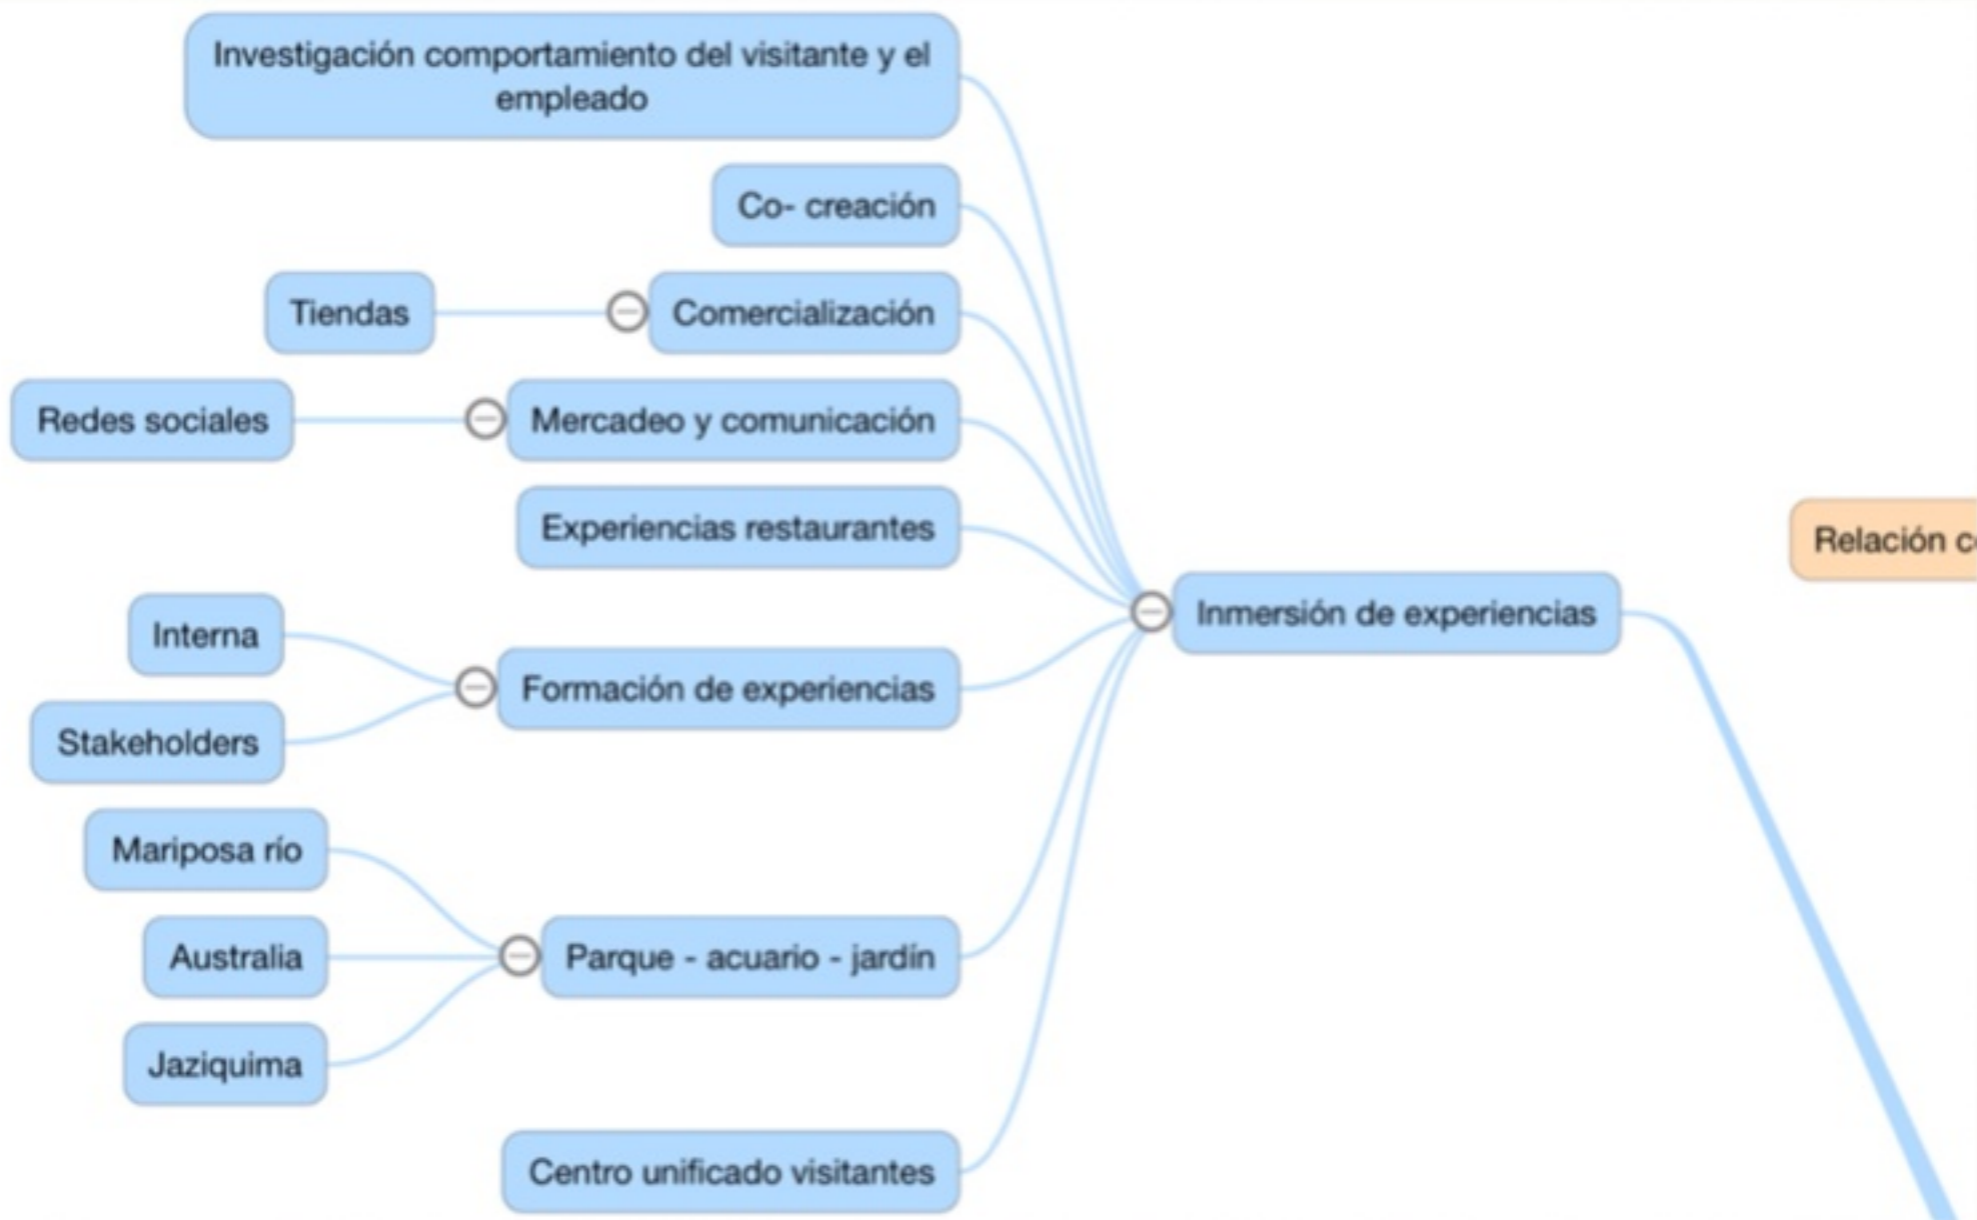 Investigación comportamiento del visitante y el
empleado
Co- creación
Tiendas
Comercialización
Redes sociales
Mercadeo y comunicación
Experiencias restaurantes
Interna
Stakeholders
Formación de experiencias
Mariposa río
Australia
Jaziquima
Parque - acuario - jardín
Centro unificado visitantes
Inmersión de experiencias
Relación